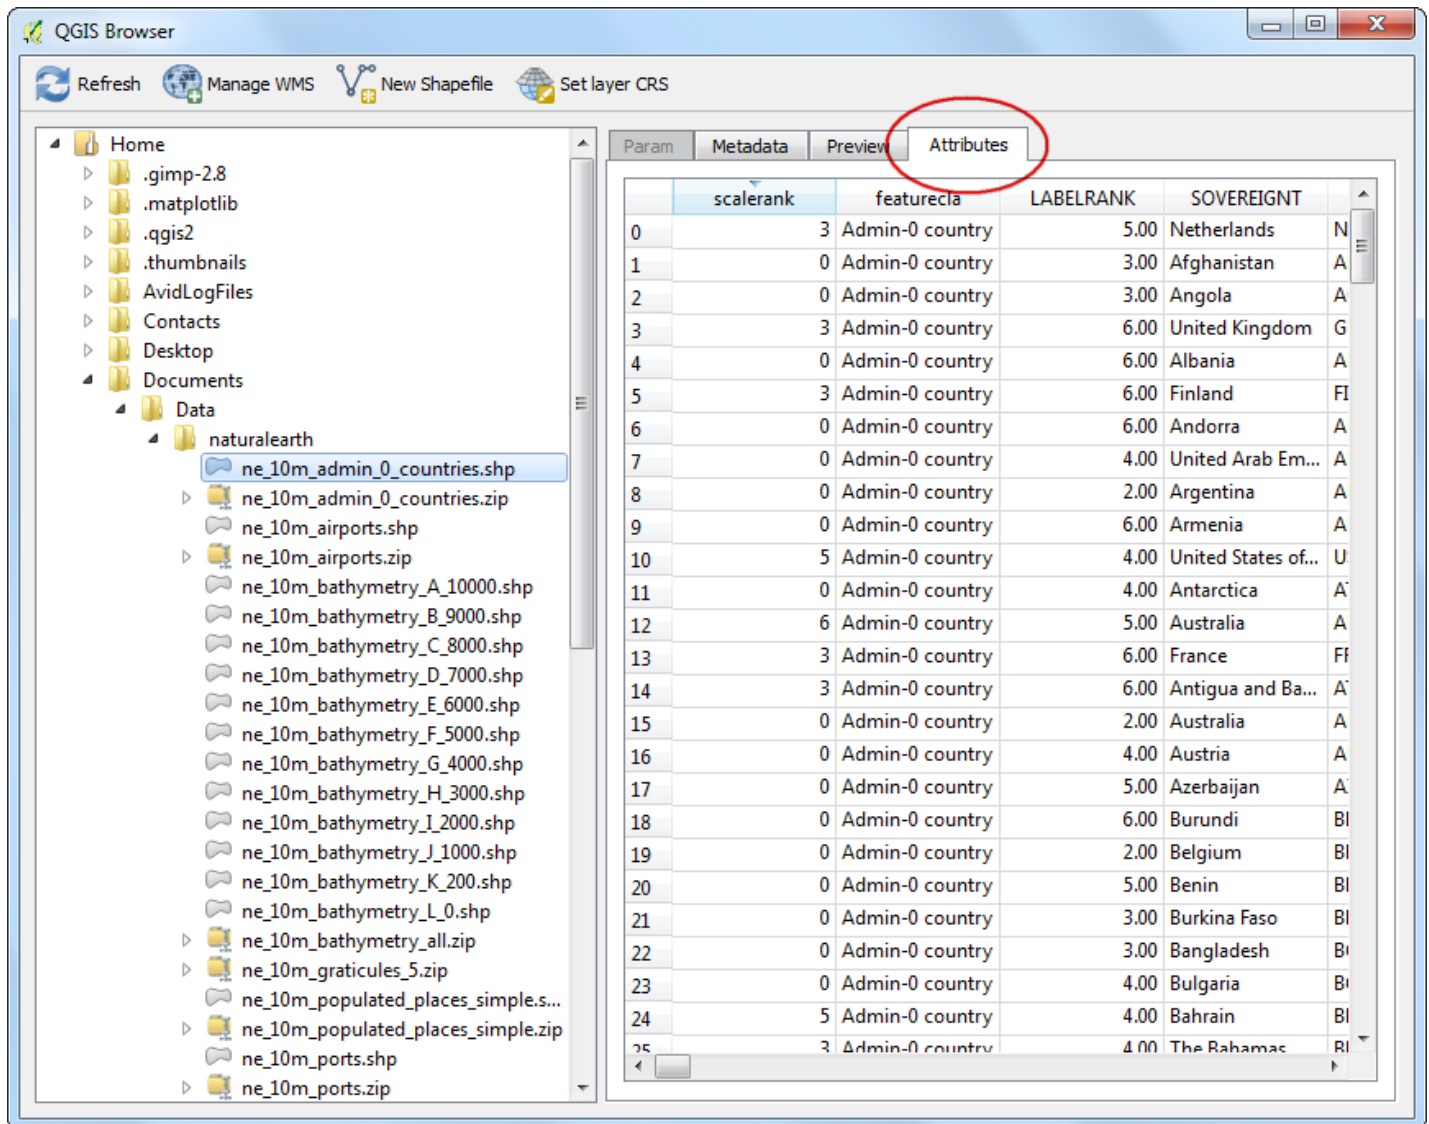 QGIS Browser
Refresh Manage WMS New Shapefile Set layer CRS
Home
.gimp-2.8
.matplotlib
.qgis2
.thumbnails
AvidLogFiles
Contacts
Desktop
Documents
Data
naturalearth
ne_10m_admin_0_countries.shp
ne_10m_admin_0_countries.zip
ne_10m_airports.shp
ne_10m_airports.zip
ne_10m_bathymetry_A_10000.shp
ne_10m_bathymetry_B_9000.shp
ne_10m_bathymetry_C_8000.shp
ne_10m_bathymetry_D_7000.shp
ne_10m_bathymetry_E_6000.shp
ne_10m_bathymetry_F_5000.shp
ne_10m_bathymetry_G_4000.shp
ne_10m_bathymetry_H_3000.shp
ne_10m_bathymetry_I_2000.shp
ne_10m_bathymetry_J_1000.shp
ne_10m_bathymetry_K_200.shp
ne_10m_bathymetry_L_0.shp
ne_10m_bathymetry_all.zip
ne_10m_graticules_5.zip
ne_10m_populated_places_simple.s...
ne_10m_populated_places_simple.zip
ne_10m_ports.shp
ne_10m_ports.zip
Param Metadata Preview Attributes
scalerank featurecla LABELRANK SOVEREIGNT
0 3 Admin-0 country 5.00 Netherlands N
1 0 Admin-0 country 3.00 Afghanistan A
2 0 Admin-0 country 3.00 Angola A
3 3 Admin-0 country 6.00 United Kingdom G
4 0 Admin-0 country 6.00 Albania A
5 3 Admin-0 country 6.00 Finland FI
6 0 Admin-0 country 6.00 Andorra A
7 0 Admin-0 country 4.00 United Arab Em... A
8 0 Admin-0 country 2.00 Argentina A
9 0 Admin-0 country 6.00 Armenia A
10 5 Admin-0 country 4.00 United States of... U
11 0 Admin-0 country 4.00 Antarctica A
12 6 Admin-0 country 5.00 Australia A
13 3 Admin-0 country 6.00 France F
14 3 Admin-0 country 6.00 Antigua and Ba... A
15 0 Admin-0 country 2.00 Australia A
16 0 Admin-0 country 4.00 Austria A
17 0 Admin-0 country 5.00 Azerbaijan A
18 0 Admin-0 country 6.00 Burundi B
19 0 Admin-0 country 2.00 Belgium B
20 0 Admin-0 country 5.00 Benin B
21 0 Admin-0 country 3.00 Burkina Faso B
22 0 Admin-0 country 3.00 Bangladesh B
23 0 Admin-0 country 4.00 Bulgaria B
24 5 Admin-0 country 4.00 Bahrain B
25 3 Admin-0 country 4.00 The Bahamas B